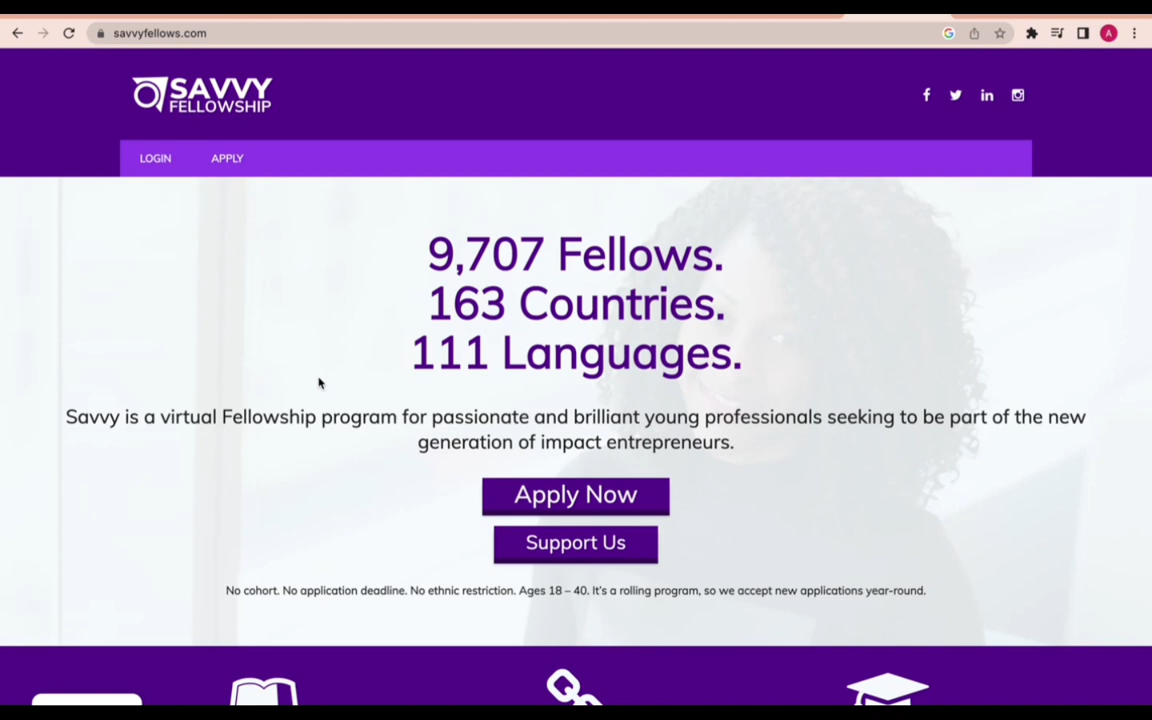 savvyfellows.com
A
SAVVY
FELLOWSHIP
LOGIN APPLY
9,707 Fellows.
163 Countries.
111 Languages.
Savvy is a virtual Fellowship program for passionate and brilliant young professionals seeking to be part of the new
generation of impact entrepreneurs.
Apply Now
Support Us
No cohort. No application deadline. No ethnic restriction. Ages 18 – 40. It's a rolling program, so we accept new applications year-round.